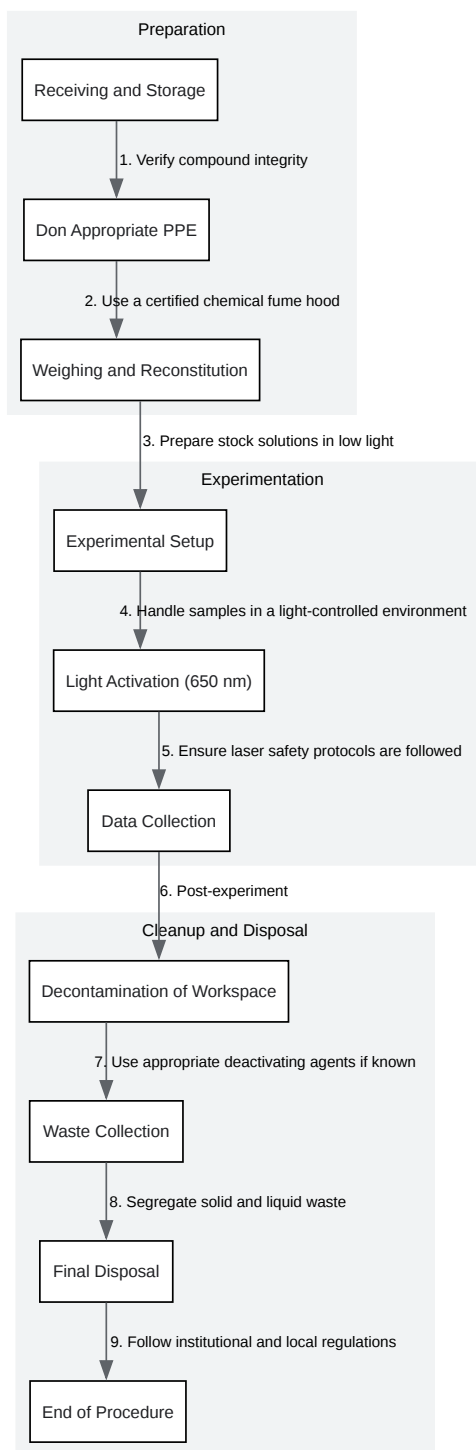 Preparation
Receiving and Storage
1. Verify compound integrity
Don Appropriate PPE
2. Use a certified chemical fume hood
Weighing and Reconstitution
3. Prepare stock solutions in low light
Experimentation
Experimental Setup
4. Handle samples in a light-controlled environment
Light Activation (650 nm)
5. Ensure laser safety protocols are followed
Data Collection
6. Post-experiment
Cleanup and Disposal
Decontamination of Workspace
7. Use appropriate deactivating agents if known
Waste Collection
8. Segregate solid and liquid waste
Final Disposal
9. Follow institutional and local regulations
End of Procedure